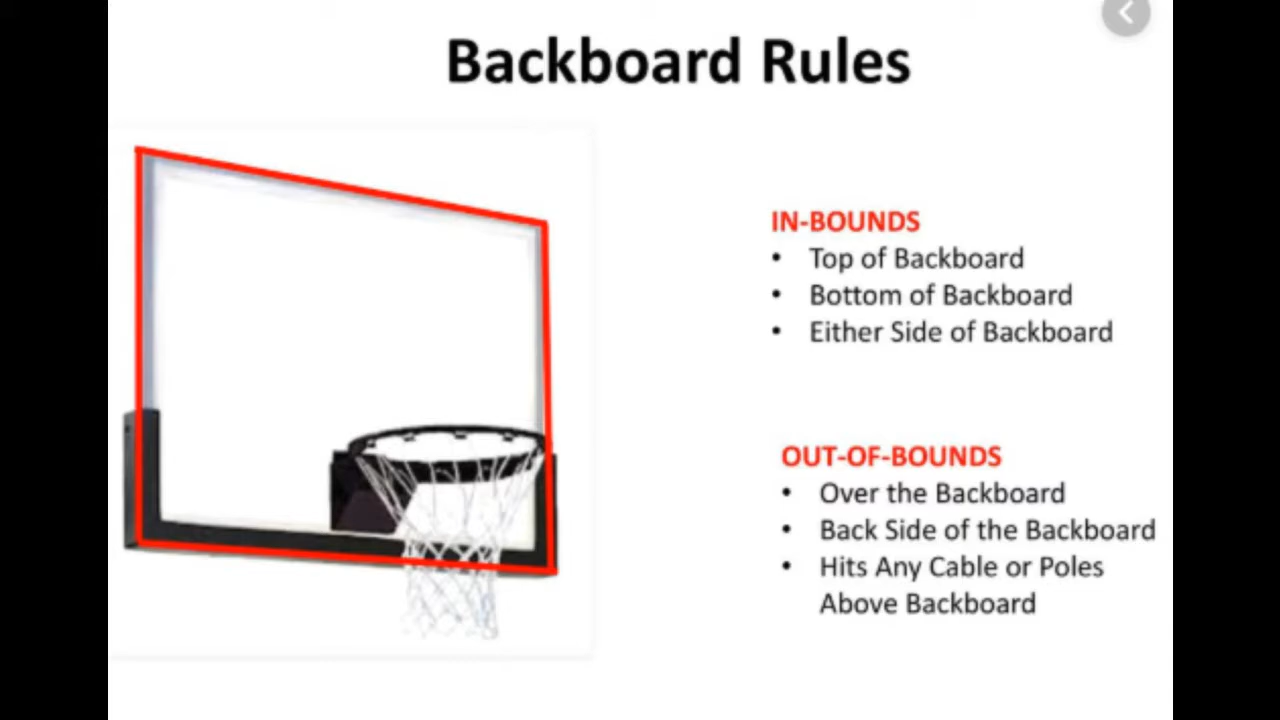 Backboard Rules
IN-BOUNDS
• Top of Backboard
• Bottom of Backboard
• Either Side of Backboard
OUT-OF-BOUNDS
• Over the Backboard
• Back Side of the Backboard
• Hits Any Cable or Poles
Above Backboard